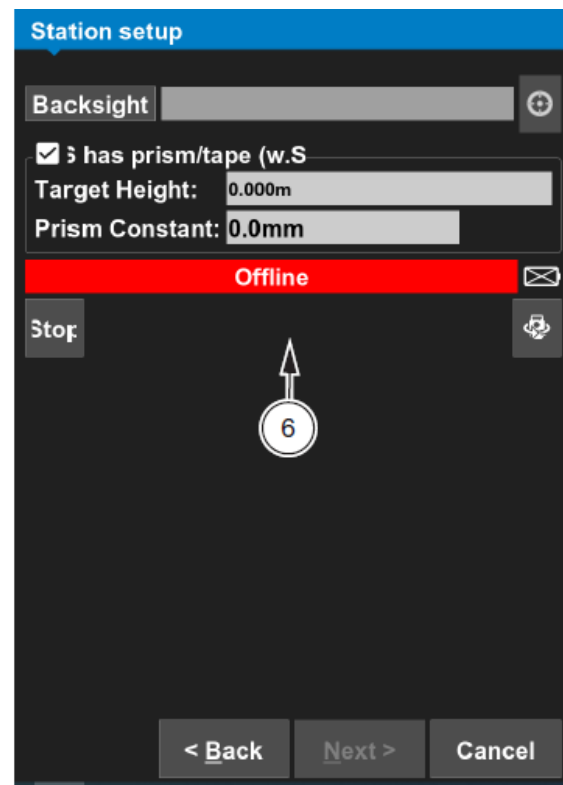 Station setup
Backsight
S has prism/tape (w.S
Target Height: 0.000m
Prism Constant: 0.0mm
Offline
Stop
6
< Back Next > Cancel